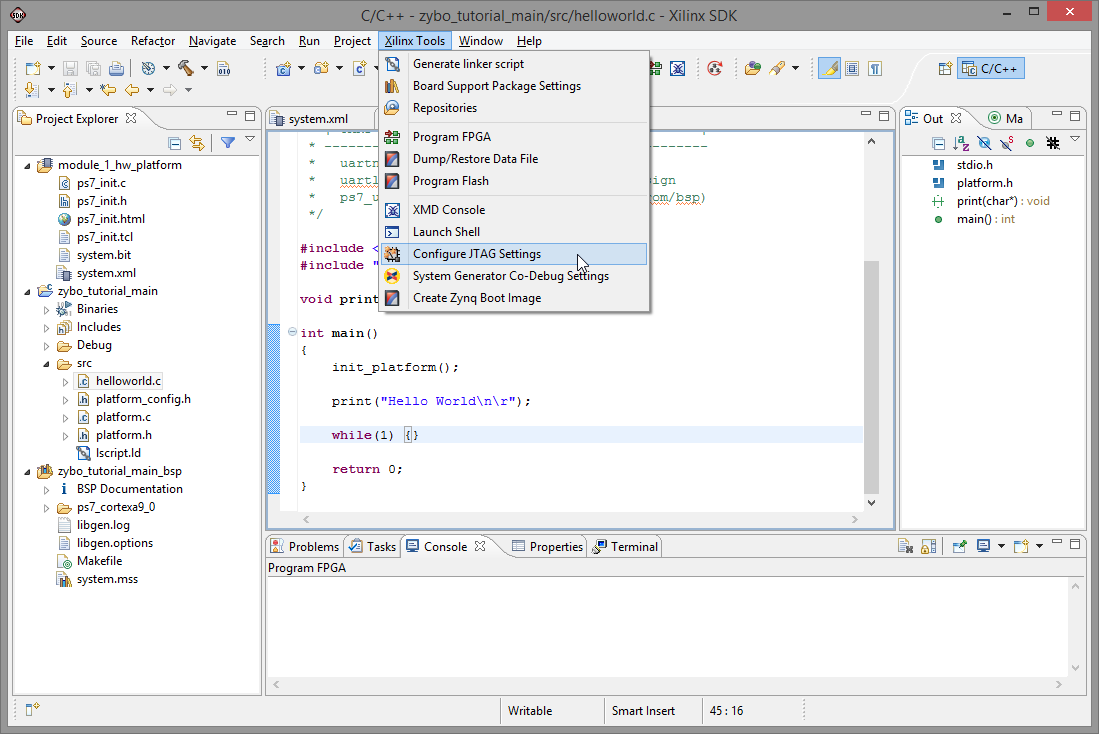 C/C++ - zybo_tutorial_main/src/helloworld.c - Xilinx SDK
File Edit Source Refactor Navigate Search Run Project Xilinx Tools Window Help
010
C/C++
Generate linker script
Board Support Package Settings
Repositories
Program FPGA
Dump/Restore Data File
Program Flash
XMD Console
Launch Shell
Configure JTAG Settings
System Generator Co-Debug Settings
Create Zynq Boot Image
Project Explorer
module_1_hw_platform
ps7_init.c
ps7_init.h
ps7_init.html
ps7_init.tcl
system.bit
system.xml
zybo_tutorial_main
Binaries
Includes
Debug
src
helloworld.c
platform_config.h
platform.c
platform.h
lscript.ld
zybo_tutorial_main_bsp
BSP Documentation
ps7_cortexa9_0
libgen.log
libgen.options
Makefile
system.mss
system.xml
* ---
* uartn
* uartl ign
* ps7_u om/bsp)
*/
#include <
#include "
void print
int main()
{
init_platform();
print("Hello World\n\r");
while(1) {}
return 0;
}
Out Ma
stdio.h
platform.h
print(char*) : void
main() : int
Problems Tasks Console Properties Terminal
Program FPGA
Writable Smart Insert 45 : 16